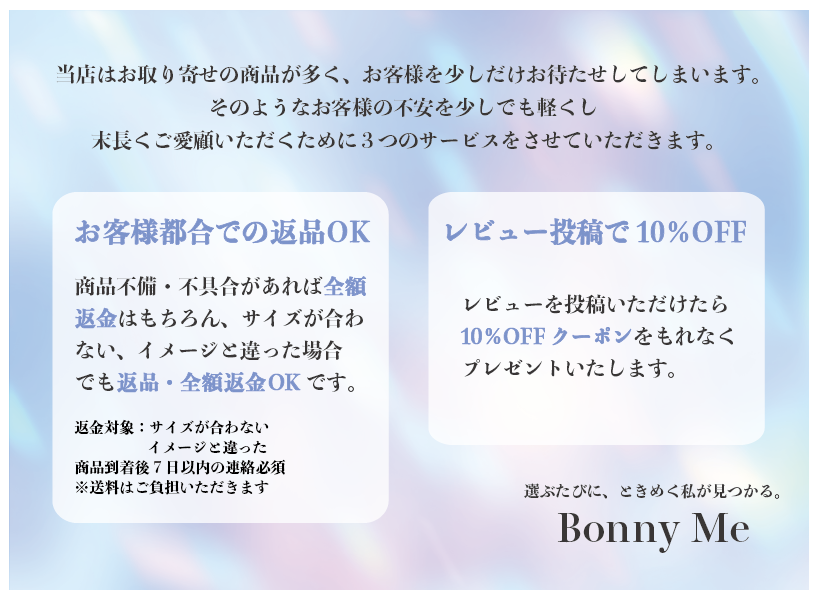 当店はお取り寄せの商品が多く、お客様を少しだけお待たせしてしまいます。
そのようなお客様の不安を少しでも軽くし
末長くご愛顧いただくために３つのサービスをさせていただきます。
お客様都合での返品OK
商品不備・不具合があれば全額
返金はもちろん、サイズが合わ
ない、イメージと違った場合
でも返品・全額返金OK です。
返金対象：サイズが合わない
イメージと違った
商品到着後７日以内の連絡必須
※送料はご負担いただきます
レビュー投稿で 10%OFF
レビューを投稿いただけたら
10%OFF クーポンをもれなく
プレゼントいたします。
選ぶたびに、ときめく私が見つかる。
Bonny Me